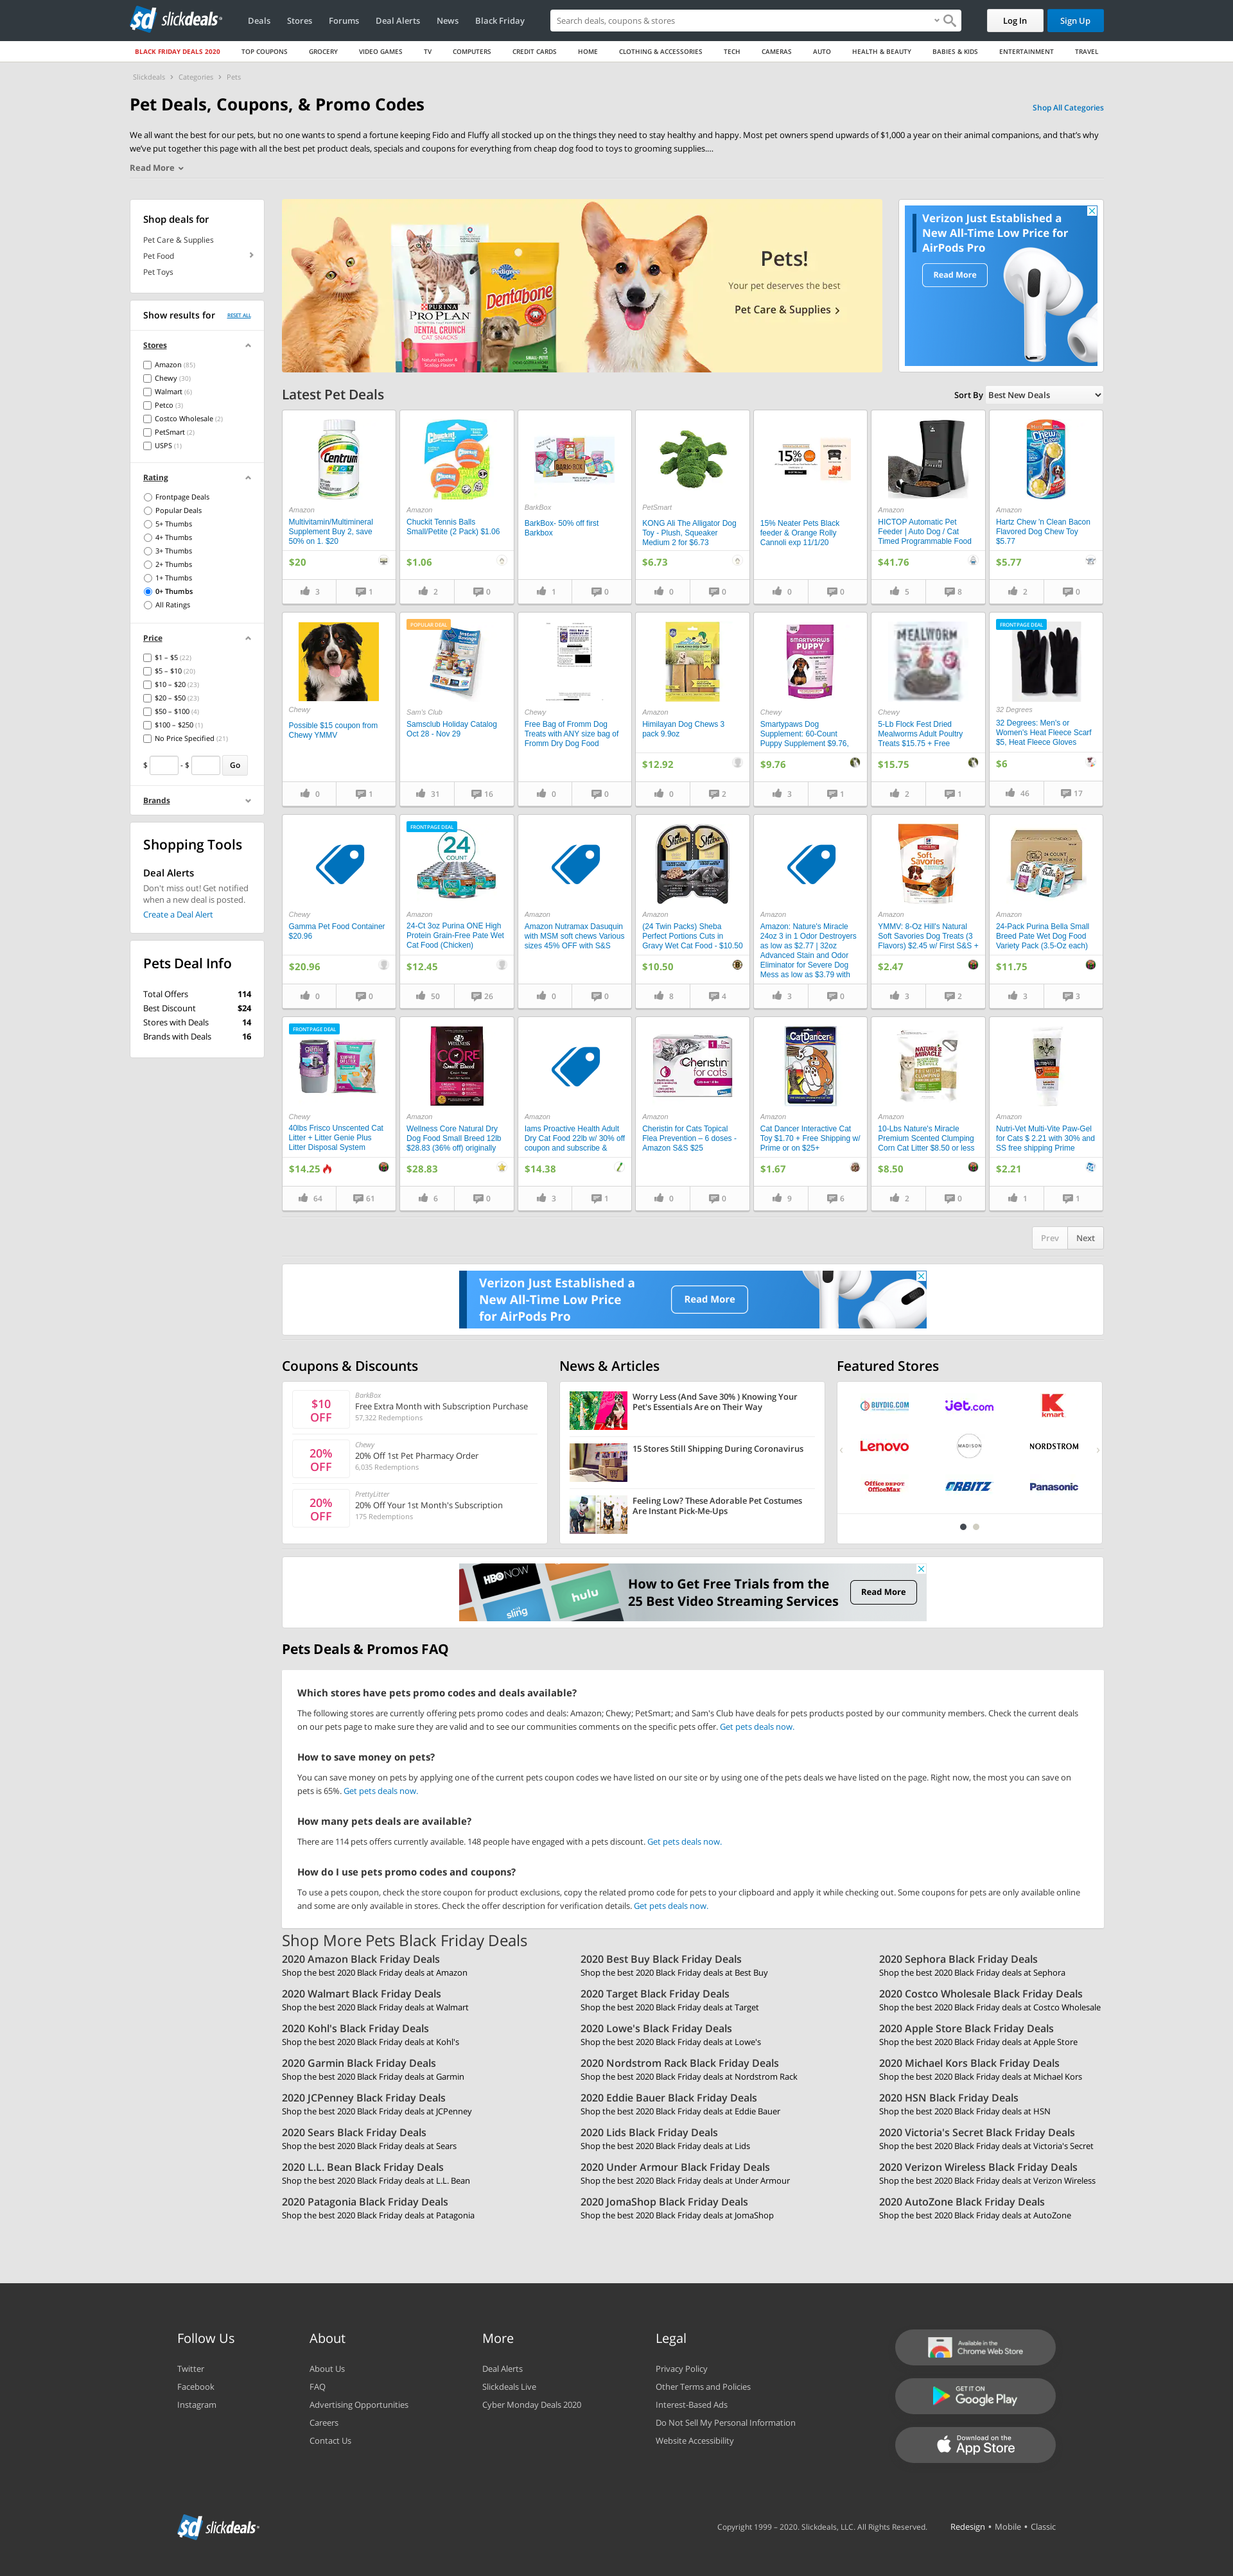 slickdeals
Deals
Stores
Forums
Deal Alerts
News
Black Friday
Search deals, coupons & stores
Log In
Sign Up
BLACK FRIDAY DEALS 2020
TOP COUPONS
GROCERY
VIDEO GAMES
TV
COMPUTERS
CREDIT CARDS
HOME
CLOTHING & ACCESSORIES
TECH
CAMERAS
AUTO
HEALTH & BEAUTY
BABIES & KIDS
ENTERTAINMENT
TRAVEL
Slickdeals > Categories > Pets
Pet Deals, Coupons, & Promo Codes
Shop All Categories
We all want the best for our pets, but no one wants to spend a fortune keeping Fido and Fluffy all stocked up on the things they need to stay healthy and happy. Most pet owners spend upwards of $1,000 a year on their animal companions, and that's why
we've put together this page with all the best pet product deals, specials and coupons for everything from cheap dog food to toys to grooming supplies....
Read More
Shop deals for
Pet Care & Supplies
Pet Food
Pet Toys
Show results for
RESET ALL
Stores
Amazon (85)
Chewy (30)
Walmart (6)
Petco (3)
Costco Wholesale (2)
PetSmart (2)
USPS (1)
Rating
Frontpage Deals
Popular Deals
5+ Thumbs
4+ Thumbs
3+ Thumbs
2+ Thumbs
1+ Thumbs
0+ Thumbs
All Ratings
Price
$1 – $5 (22)
$5 – $10 (20)
$10 – $20 (23)
$20 – $50 (23)
$50 – $100 (4)
$100 – $250 (1)
No Price Specified (21)
$ - $ Go
Brands
Shopping Tools
Deal Alerts
Don't miss out! Get notified
when a new deal is posted.
Create a Deal Alert
Pets Deal Info
Total Offers 114
Best Discount $24
Stores with Deals 14
Brands with Deals 16
PURINA
PRO PLAN
DENTAL CRUNCH
CAT SNACKS
Pedigree
Dentabone
Pets!
Your pet deserves the best
Pet Care & Supplies
Verizon Just Established a
New All-Time Low Price for
AirPods Pro
Read More
Latest Pet Deals
Sort By Best New Deals
Centrum
Amazon
Multivitamin/Multimineral
Supplement Buy 2, save
50% on 1. $20
$20
3
1
Chuckit!
Amazon
Chuckit Tennis Balls
Small/Petite (2 Pack) $1.06
$1.06
2
0
BARKBOX
BarkBox
BarkBox- 50% off first
Barkbox
1
0
PetSmart
KONG Ali The Alligator Dog
Toy - Plush, Squeaker
Medium 2 for $6.73
$6.73
0
0
15% OFF
15% Neater Pets Black
feeder & Orange Rolly
Cannoli exp 11/1/20
0
0
Amazon
HICTOP Automatic Pet
Feeder | Auto Dog / Cat
Timed Programmable Food
$41.76
5
8
Amazon
Hartz Chew 'n Clean Bacon
Flavored Dog Chew Toy
$5.77
$5.77
2
0
Chewy
Possible $15 coupon from
Chewy YMMV
0
1
POPULAR DEAL
Sam's Club
Samsclub Holiday Catalog
Oct 28 - Nov 29
31
16
Chewy
Free Bag of Fromm Dog
Treats with ANY size bag of
Fromm Dry Dog Food
0
0
Amazon
Himilayan Dog Chews 3
pack 9.9oz
$12.92
0
2
SMARTYPAWS
PUPPY
Chewy
Smartypaws Dog
Supplement: 60-Count
Puppy Supplement $9.76,
$9.76
3
1
MEALWORM
Chewy
5-Lb Flock Fest Dried
Mealworms Adult Poultry
Treats $15.75 + Free
$15.75
2
1
FRONTPAGE DEAL
32 Degrees
32 Degrees: Men's or
Women's Heat Fleece Scarf
$5, Heat Fleece Gloves
$6
46
17
Chewy
Gamma Pet Food Container
$20.96
$20.96
0
0
FRONTPAGE DEAL
24
COUNT
Amazon
24-Ct 3oz Purina ONE High
Protein Grain-Free Pate Wet
Cat Food (Chicken)
$12.45
50
26
Amazon
Amazon Nutramax Dasuquin
with MSM soft chews Various
sizes 45% OFF with S&S
0
0
Sheba Sheba
Amazon
(24 Twin Packs) Sheba
Perfect Portions Cuts in
Gravy Wet Cat Food - $10.50
$10.50
8
4
Amazon
Amazon: Nature's Miracle
24oz 3 in 1 Odor Destroyers
as low as $2.77 | 32oz
Advanced Stain and Odor
Eliminator for Severe Dog
Mess as low as $3.79 with
3
0
Soft Savories
Amazon
YMMV: 8-Oz Hill's Natural
Soft Savories Dog Treats (3
Flavors) $2.45 w/ First S&S +
$2.47
3
2
24 COUNT
Amazon
24-Pack Purina Bella Small
Breed Pate Wet Dog Food
Variety Pack (3.5-Oz each)
$11.75
3
3
FRONTPAGE DEAL
Chewy
40lbs Frisco Unscented Cat
Litter + Litter Genie Plus
Litter Disposal System
$14.25
64
61
WELLNESS
CORE
Small Breed
Amazon
Wellness Core Natural Dry
Dog Food Small Breed 12lb
$28.83 (36% off) originally
$28.83
6
0
Amazon
Iams Proactive Health Adult
Dry Cat Food 22lb w/ 30% off
coupon and subscribe &
$14.38
3
1
Cheristin
for cats
Amazon
Cheristin for Cats Topical
Flea Prevention – 6 doses -
Amazon S&S $25
0
0
CatDancer
Amazon
Cat Dancer Interactive Cat
Toy $1.70 + Free Shipping w/
Prime or on $25+
$1.67
9
6
NATURE'S MIRACLE
Amazon
10-Lbs Nature's Miracle
Premium Scented Clumping
Corn Cat Litter $8.50 or less
$8.50
2
0
Amazon
Nutri-Vet Multi-Vite Paw-Gel
for Cats $ 2.21 with 30% and
SS free shipping Prime
$2.21
1
1
Prev
Next
Verizon Just Established a
New All-Time Low Price
for AirPods Pro
Read More
Coupons & Discounts
$10 OFF
BarkBox
Free Extra Month with Subscription Purchase
57,322 Redemptions
20% OFF
Chewy
20% Off 1st Pet Pharmacy Order
6,035 Redemptions
20% OFF
PrettyLitter
20% Off Your 1st Month's Subscription
175 Redemptions
News & Articles
Worry Less (And Save 30% ) Knowing Your
Pet's Essentials Are on Their Way
15 Stores Still Shipping During Coronavirus
Feeling Low? These Adorable Pet Costumes
Are Instant Pick-Me-Ups
Featured Stores
BUYDIG.COM
Jet.com
kmart
Lenovo
MADISON
NORDSTROM
Office DEPOT
OfficeMax
ORBITZ
Panasonic
HBO NOW
hulu
sling
How to Get Free Trials from the
25 Best Video Streaming Services
Read More
Pets Deals & Promos FAQ
Which stores have pets promo codes and deals available?
The following stores are currently offering pets promo codes and deals: Amazon; Chewy; PetSmart; and Sam's Club have deals for pets products posted by our community members. Check the current deals
on our pets page to make sure they are valid and to see our communities comments on the specific pets offer. Get pets deals now.
How to save money on pets?
You can save money on pets by applying one of the current pets coupon codes we have listed on our site or by using one of the pets deals we have listed on the page. Right now, the most you can save on
pets is 65%. Get pets deals now.
How many pets deals are available?
There are 114 pets offers currently available. 148 people have engaged with a pets discount. Get pets deals now.
How do I use pets promo codes and coupons?
To use a pets coupon, check the store coupon for product exclusions, copy the related promo code for pets to your clipboard and apply it while checking out. Some coupons for pets are only available online
and some are only available in stores. Check the offer description for verification details. Get pets deals now.
Shop More Pets Black Friday Deals
2020 Amazon Black Friday Deals
Shop the best 2020 Black Friday deals at Amazon
2020 Best Buy Black Friday Deals
Shop the best 2020 Black Friday deals at Best Buy
2020 Sephora Black Friday Deals
Shop the best 2020 Black Friday deals at Sephora
2020 Walmart Black Friday Deals
Shop the best 2020 Black Friday deals at Walmart
2020 Target Black Friday Deals
Shop the best 2020 Black Friday deals at Target
2020 Costco Wholesale Black Friday Deals
Shop the best 2020 Black Friday deals at Costco Wholesale
2020 Kohl's Black Friday Deals
Shop the best 2020 Black Friday deals at Kohl's
2020 Lowe's Black Friday Deals
Shop the best 2020 Black Friday deals at Lowe's
2020 Apple Store Black Friday Deals
Shop the best 2020 Black Friday deals at Apple Store
2020 Garmin Black Friday Deals
Shop the best 2020 Black Friday deals at Garmin
2020 Nordstrom Rack Black Friday Deals
Shop the best 2020 Black Friday deals at Nordstrom Rack
2020 Michael Kors Black Friday Deals
Shop the best 2020 Black Friday deals at Michael Kors
2020 JCPenney Black Friday Deals
Shop the best 2020 Black Friday deals at JCPenney
2020 Eddie Bauer Black Friday Deals
Shop the best 2020 Black Friday deals at Eddie Bauer
2020 HSN Black Friday Deals
Shop the best 2020 Black Friday deals at HSN
2020 Sears Black Friday Deals
Shop the best 2020 Black Friday deals at Sears
2020 Lids Black Friday Deals
Shop the best 2020 Black Friday deals at Lids
2020 Victoria's Secret Black Friday Deals
Shop the best 2020 Black Friday deals at Victoria's Secret
2020 L.L. Bean Black Friday Deals
Shop the best 2020 Black Friday deals at L.L. Bean
2020 Under Armour Black Friday Deals
Shop the best 2020 Black Friday deals at Under Armour
2020 Verizon Wireless Black Friday Deals
Shop the best 2020 Black Friday deals at Verizon Wireless
2020 Patagonia Black Friday Deals
Shop the best 2020 Black Friday deals at Patagonia
2020 JomaShop Black Friday Deals
Shop the best 2020 Black Friday deals at JomaShop
2020 AutoZone Black Friday Deals
Shop the best 2020 Black Friday deals at AutoZone
Follow Us
Twitter
Facebook
Instagram
About
About Us
FAQ
Advertising Opportunities
Careers
Contact Us
More
Deal Alerts
Slickdeals Live
Cyber Monday Deals 2020
Legal
Privacy Policy
Other Terms and Policies
Interest-Based Ads
Do Not Sell My Personal Information
Website Accessibility
Available in the
Chrome Web Store
GET IT ON
Google Play
Download on the
App Store
slickdeals
Copyright 1999 – 2020. Slickdeals, LLC. All Rights Reserved.
Redesign • Mobile • Classic